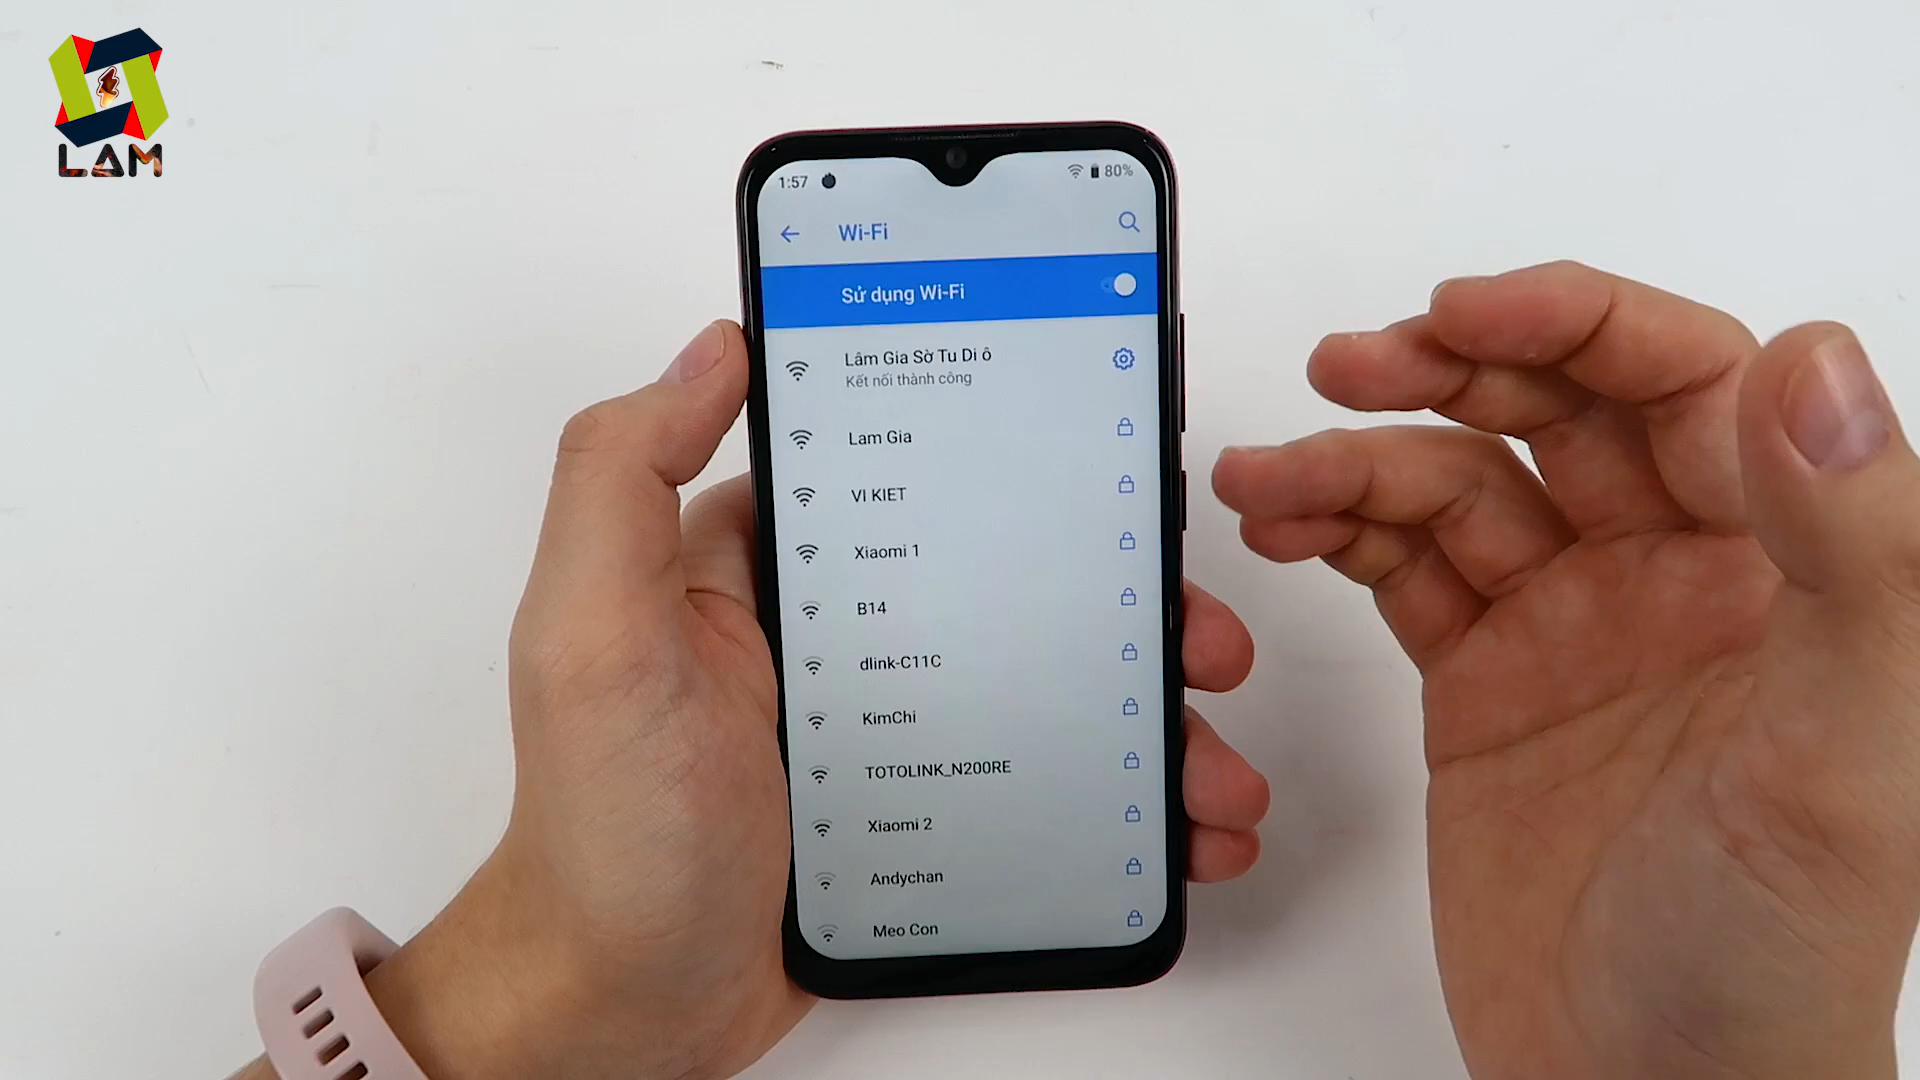 LAM
1:57
80%
Wi-Fi
Sử dụng Wi-Fi
Lâm Gia Sờ Tu Di ô
Kết nối thành công
Lam Gia
VI KIET
Xiaomi 1
B14
dlink-C11C
KimChi
TOTOLINK_N200RE
Xiaomi 2
Andychan
Meo Con